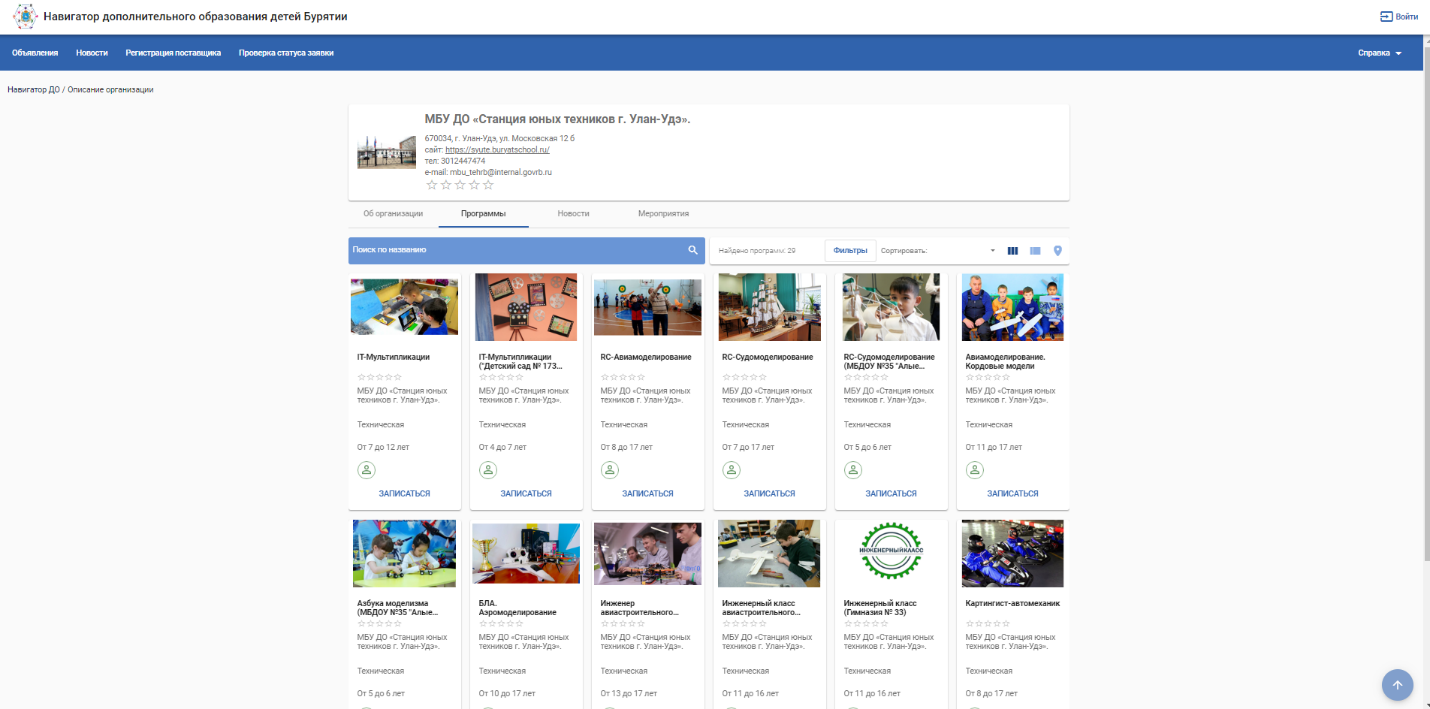 Навигатор дополнительного образования детей Бурятии
Войти
Объявления
Новости
Регистрация поставщика
Проверка статуса заявки
Справка
Навигатор ДО / Описание организации
МБУ ДО «Станция юных техников г. Улан-Удэ».
670034, г. Улан-Удэ, ул. Московская 12 б
сайт: https://syute.buryatschool.ru/
тел: 3012447474
e-mail: mbu_tehrb@internal.govrb.ru
Об организации
Программы
Новости
Мероприятия
Поиск по названию
Найдено программ: 29
Фильтры
Сортировать:
IT-Мультипликации
МБУ ДО «Станция юных
техников г. Улан-Удэ».
Техническая
От 7 до 12 лет
ЗАПИСАТЬСЯ
IT-Мультипликации
("Детский сад № 173...
МБУ ДО «Станция юных
техников г. Улан-Удэ».
Техническая
От 4 до 7 лет
ЗАПИСАТЬСЯ
RC-Авиамоделирование
МБУ ДО «Станция юных
техников г. Улан-Удэ».
Техническая
От 8 до 17 лет
ЗАПИСАТЬСЯ
RC-Судомоделирование
МБУ ДО «Станция юных
техников г. Улан-Удэ».
Техническая
От 7 до 17 лет
ЗАПИСАТЬСЯ
RC-Судомоделирование
(МБДОУ №35 "Алые...
МБУ ДО «Станция юных
техников г. Улан-Удэ».
Техническая
От 5 до 6 лет
ЗАПИСАТЬСЯ
Авиамоделирование.
Кордовые модели
МБУ ДО «Станция юных
техников г. Улан-Удэ».
Техническая
От 11 до 17 лет
ЗАПИСАТЬСЯ
Азбука моделизма
(МБДОУ №35 "Алые...
МБУ ДО «Станция юных
техников г. Улан-Удэ».
Техническая
От 5 до 6 лет
БЛА.
Аэромоделирование
МБУ ДО «Станция юных
техников г. Улан-Удэ».
Техническая
От 10 до 17 лет
Инженер
авиастроительного...
МБУ ДО «Станция юных
техников г. Улан-Удэ».
Техническая
От 13 до 17 лет
Инженерный класс
авиастроительного...
МБУ ДО «Станция юных
техников г. Улан-Удэ».
Техническая
От 11 до 16 лет
ИНЖЕНЕРНЫЙКЛАСС
Инженерный класс
(Гимназия № 33)
МБУ ДО «Станция юных
техников г. Улан-Удэ».
Техническая
От 11 до 16 лет
Картингист-автомеханик
МБУ ДО «Станция юных
техников г. Улан-Удэ».
Техническая
От 8 до 17 лет